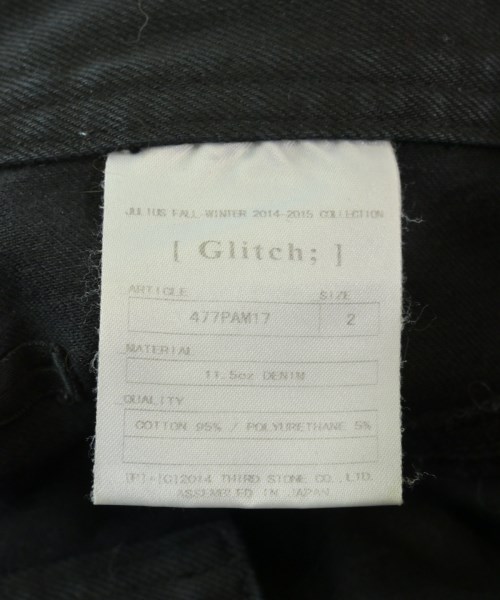 JULIUS FALL-WINTER 2014-2015 COLLECTION
[ Glitch; ]
ARTICLE SIZE
477PAM17 2
MATERIAL
11.5oz DENIM
QUALITY
COTTON 95% / POLYURETHANE 5%
[P]+[C]2014 THIRD STONE CO.,LTD.
ASSEMBLED IN JAPAN.